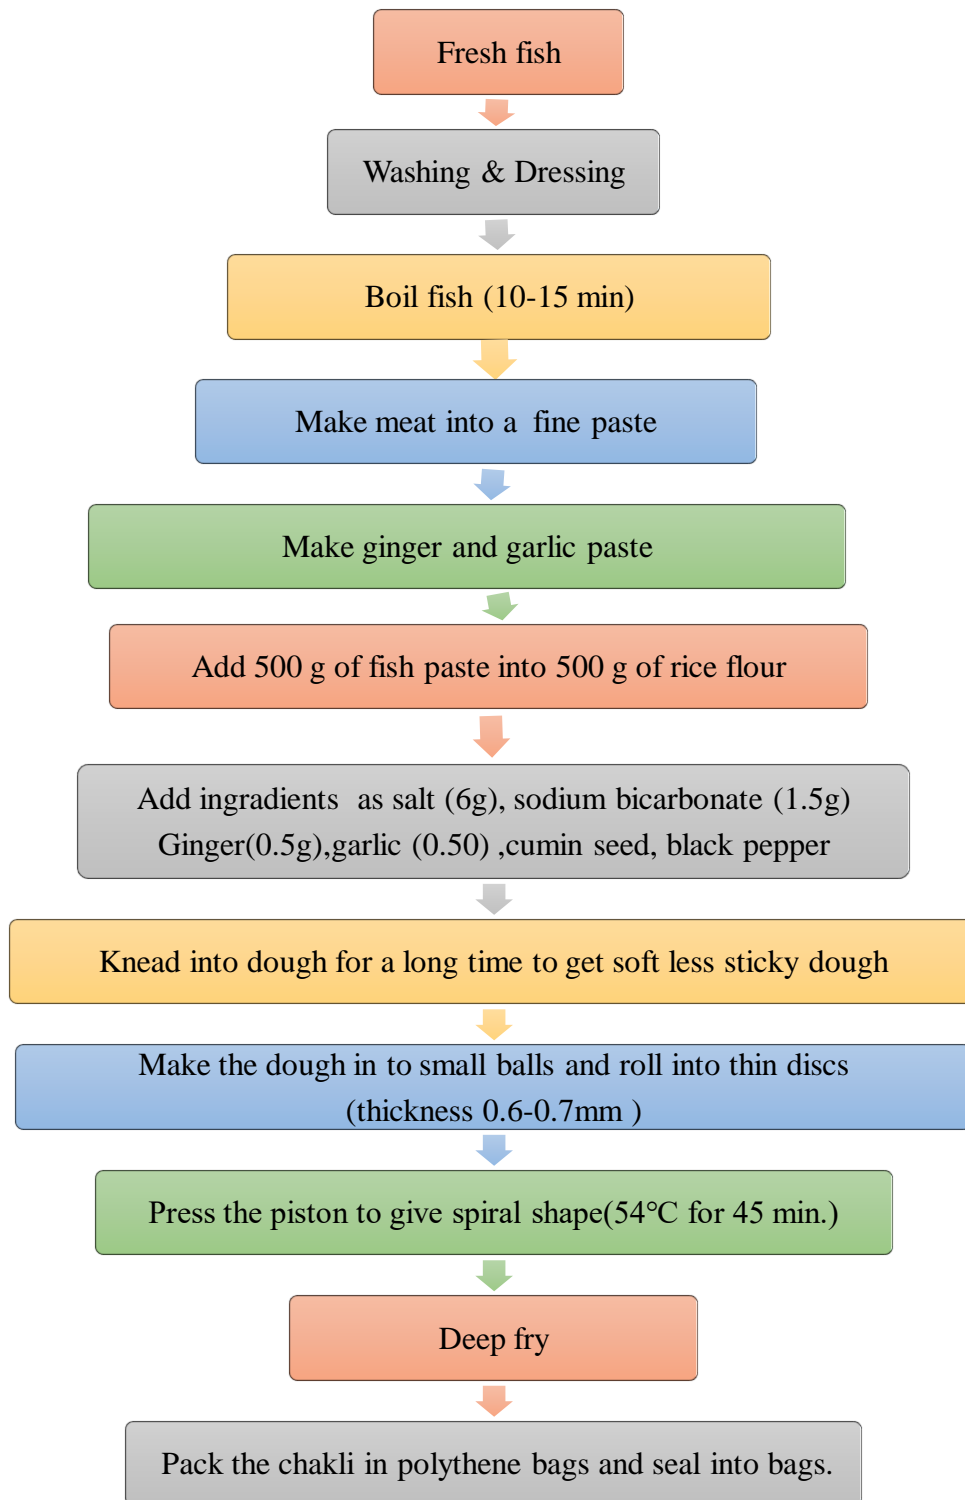 Fresh fish
Washing & Dressing
Boil fish (10-15 min)
Make meat into a fine paste
Make ginger and garlic paste
Add 500 g of fish paste into 500 g of rice flour
Add ingredients as salt (6g), sodium bicarbonate (1.5g)
Ginger(0.5g),garlic (0.50) ,cumin seed, black pepper
Knead into dough for a long time to get soft less sticky dough
Make the dough in to small balls and roll into thin discs
(thickness 0.6-0.7mm )
Press the piston to give spiral shape(54°C for 45 min.)
Deep fry
Pack the chakli in polythene bags and seal into bags.